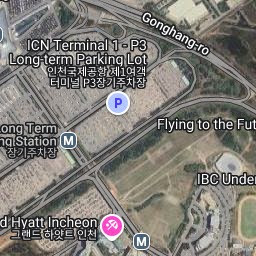 Gonghang-ro
ICN Terminal 1 - P3
Long-term Parking Lot
인천국제공항 제1여객
터미널 P3장기주차장
P
Flying to the Fut
ong Term
ng Station
장기주차장
M
IBC Under
d Hyatt Incheon
그랜드 하얏트 인천
M